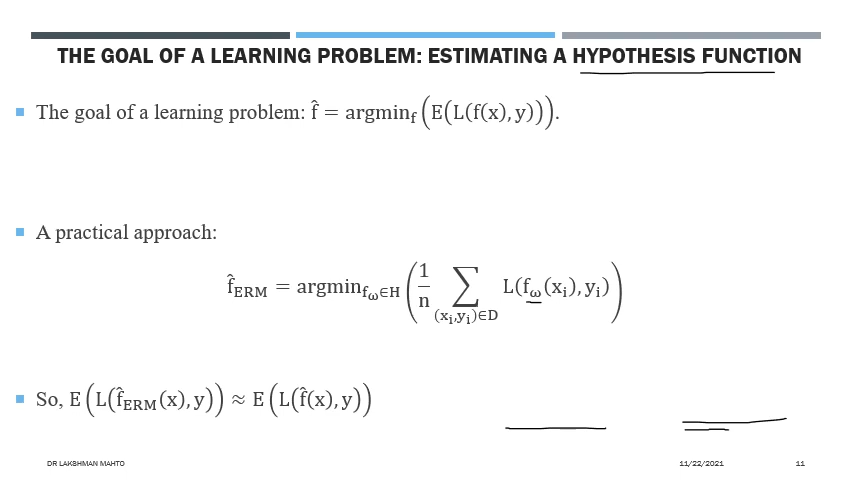 THE GOAL OF A LEARNING PROBLEM: ESTIMATING A HYPOTHESIS FUNCTION
The goal of a learning problem: f̂ = argmin_f (E(L(f(x), y))).
A practical approach:
f̂_ERM = argmin_{f_ω∈H} (1/n ∑_{(x_i,y_i)∈D} L(f_ω(x_i), y_i))
So, E(L(f̂_ERM(x), y)) ≈ E(L(f̂(x), y))
DR LAKSHMAN MAHTO 11/22/2021 11